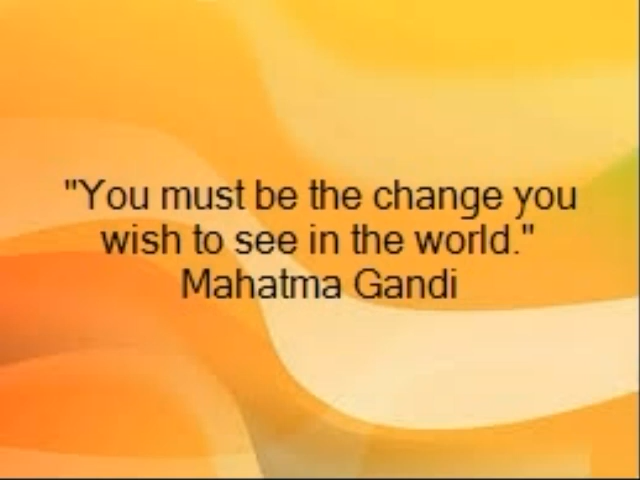 "You must be the change you
wish to see in the world."
Mahatma Gandi